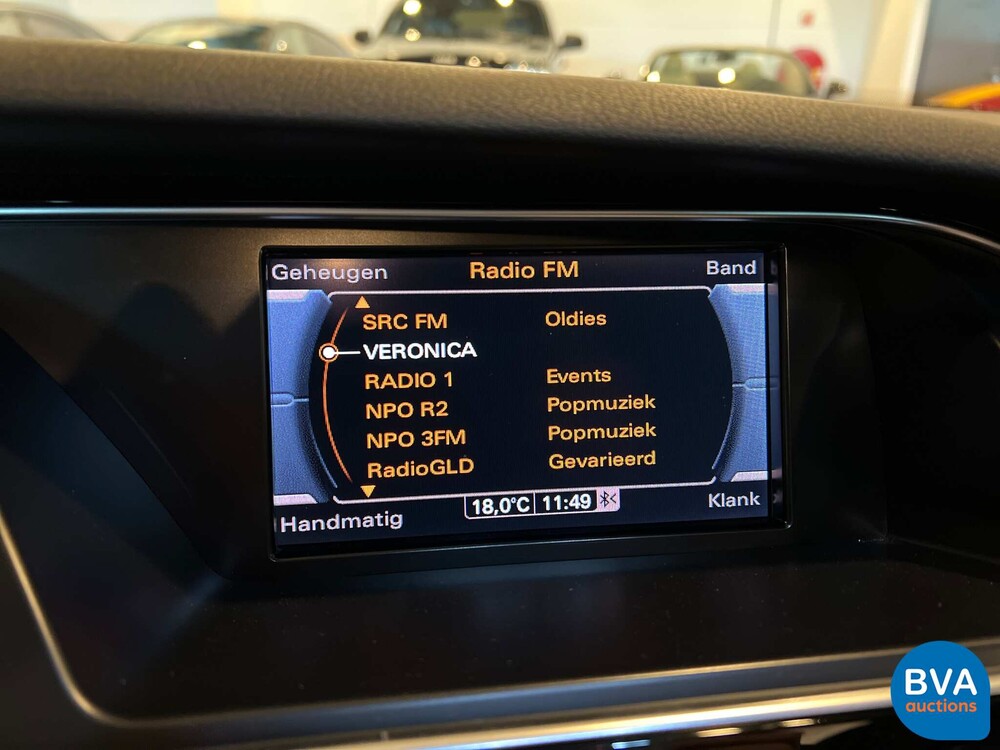 Geheugen Radio FM Band
SRC FM Oldies
VERONICA
RADIO 1 Events
NPO R2 Popmuziek
NPO 3FM Popmuziek
RadioGLD Gevarieerd
18,0°C 11:49
Handmatig Klank
BVA
auctions